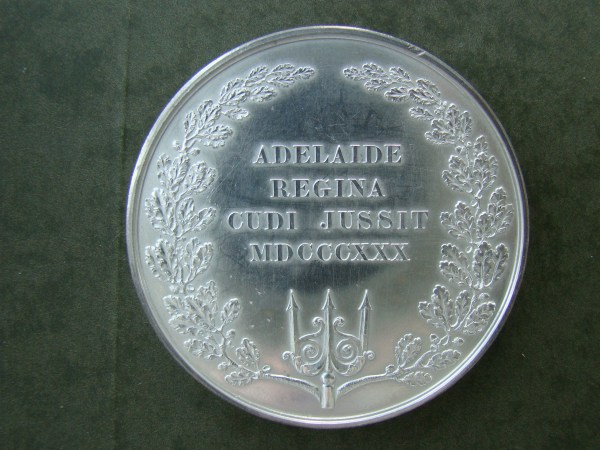 ADELAIDE
REGINA
CUDI JUSSIT
MDCCCXXX